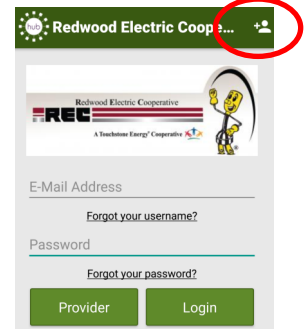 hub Redwood Electric Coope...
Redwood Electric Cooperative
REC
A Touchstone Energy® Cooperative
E-Mail Address
Forgot your username?
Password
Forgot your password?
Provider Login